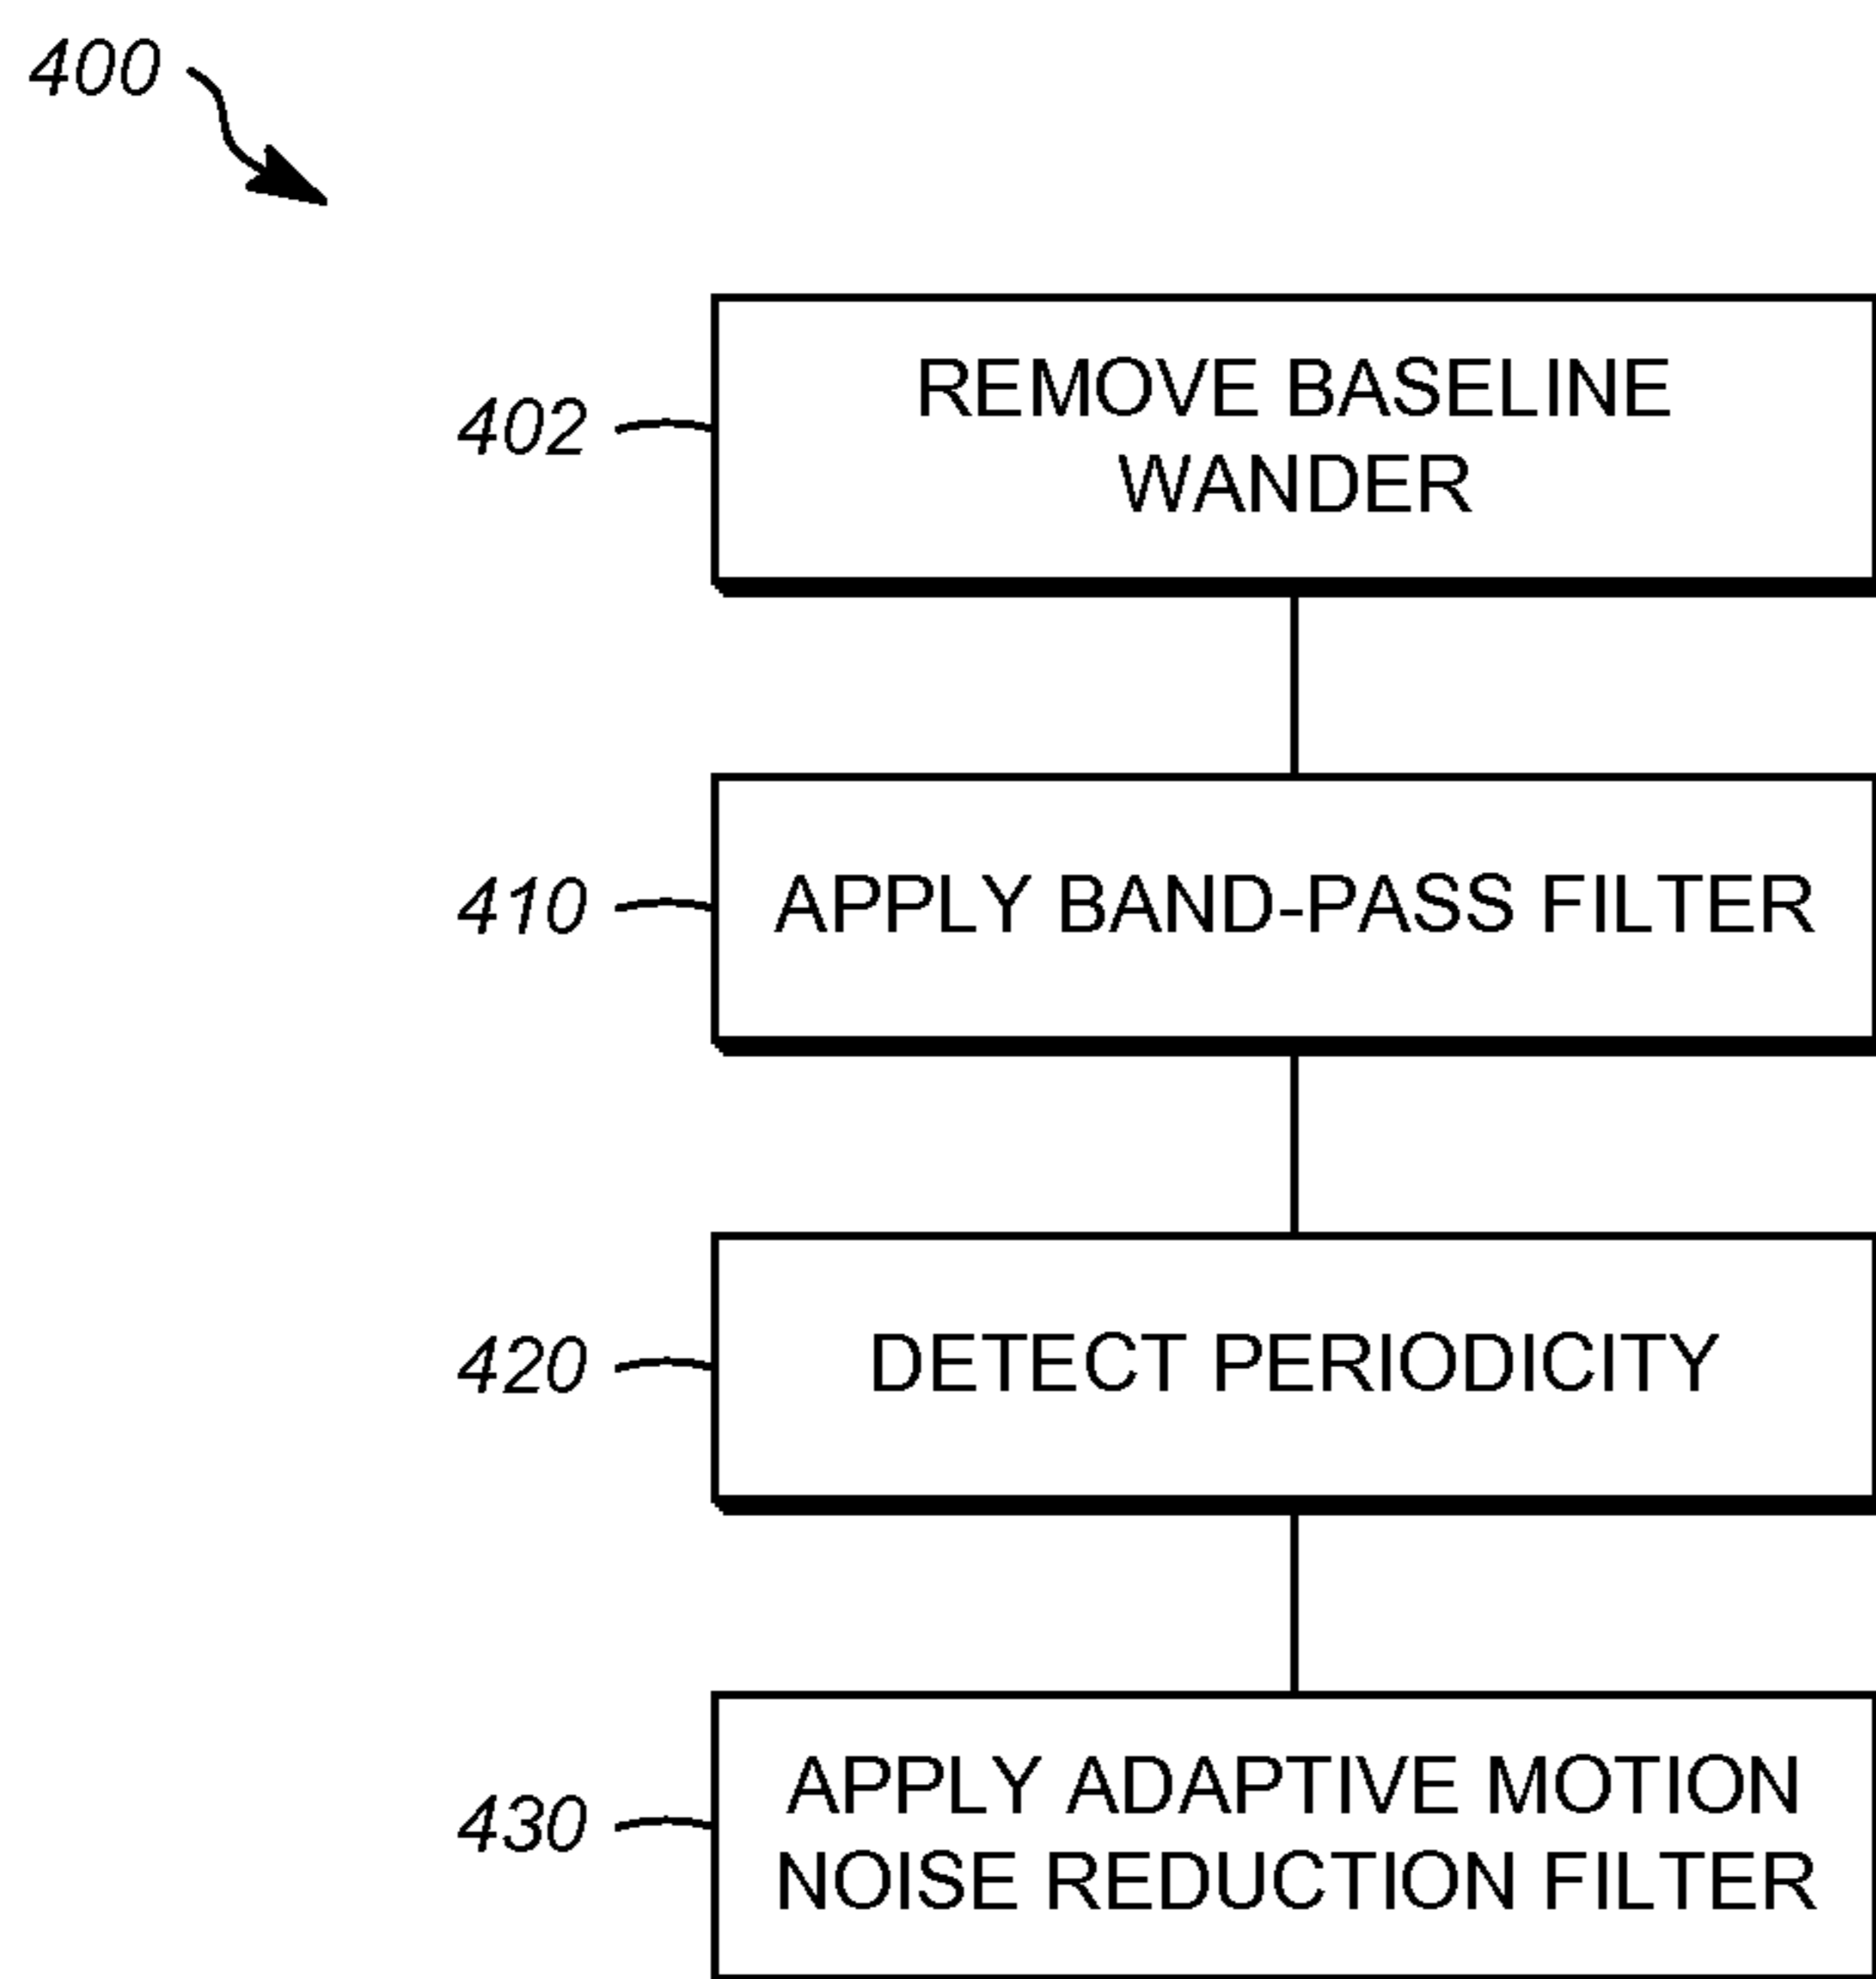 400
402
REMOVE BASELINE
WANDER
410
APPLY BAND-PASS FILTER
420
DETECT PERIODICITY
430
APPLY ADAPTIVE MOTION
NOISE REDUCTION FILTER